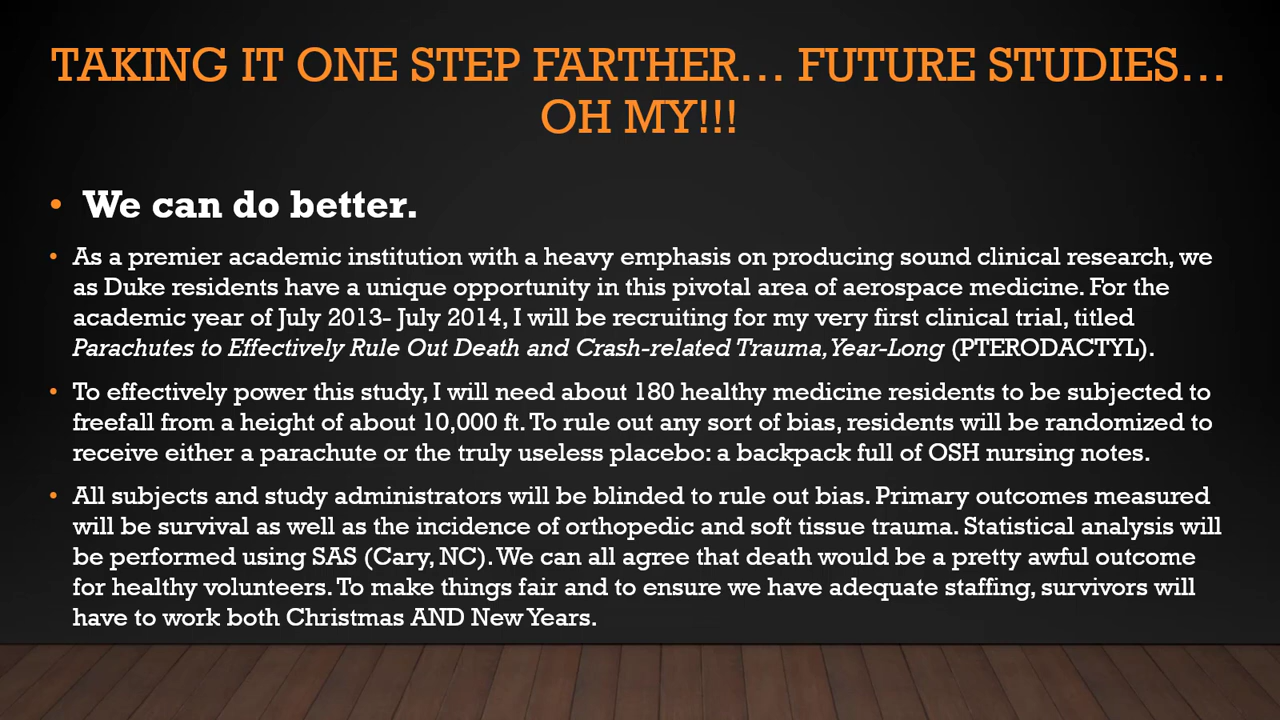 TAKING IT ONE STEP FARTHER... FUTURE STUDIES...
OH MY!!!
• We can do better.
• As a premier academic institution with a heavy emphasis on producing sound clinical research, we
as Duke residents have a unique opportunity in this pivotal area of aerospace medicine. For the
academic year of July 2013- July 2014, I will be recruiting for my very first clinical trial, titled
Parachutes to Effectively Rule Out Death and Crash-related Trauma, Year-Long (PTERODACTYL).
• To effectively power this study, I will need about 180 healthy medicine residents to be subjected to
freefall from a height of about 10,000 ft. To rule out any sort of bias, residents will be randomized to
receive either a parachute or the truly useless placebo: a backpack full of OSH nursing notes.
• All subjects and study administrators will be blinded to rule out bias. Primary outcomes measured
will be survival as well as the incidence of orthopedic and soft tissue trauma. Statistical analysis will
be performed using SAS (Cary, NC). We can all agree that death would be a pretty awful outcome
for healthy volunteers. To make things fair and to ensure we have adequate staffing, survivors will
have to work both Christmas AND New Years.